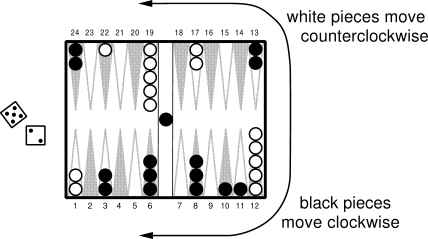 white pieces move
counterclockwise
24 23 22 21 20 19 18 17 16 15 14 13
1 2 3 4 5 6 7 8 9 10 11 12
black pieces
move clockwise